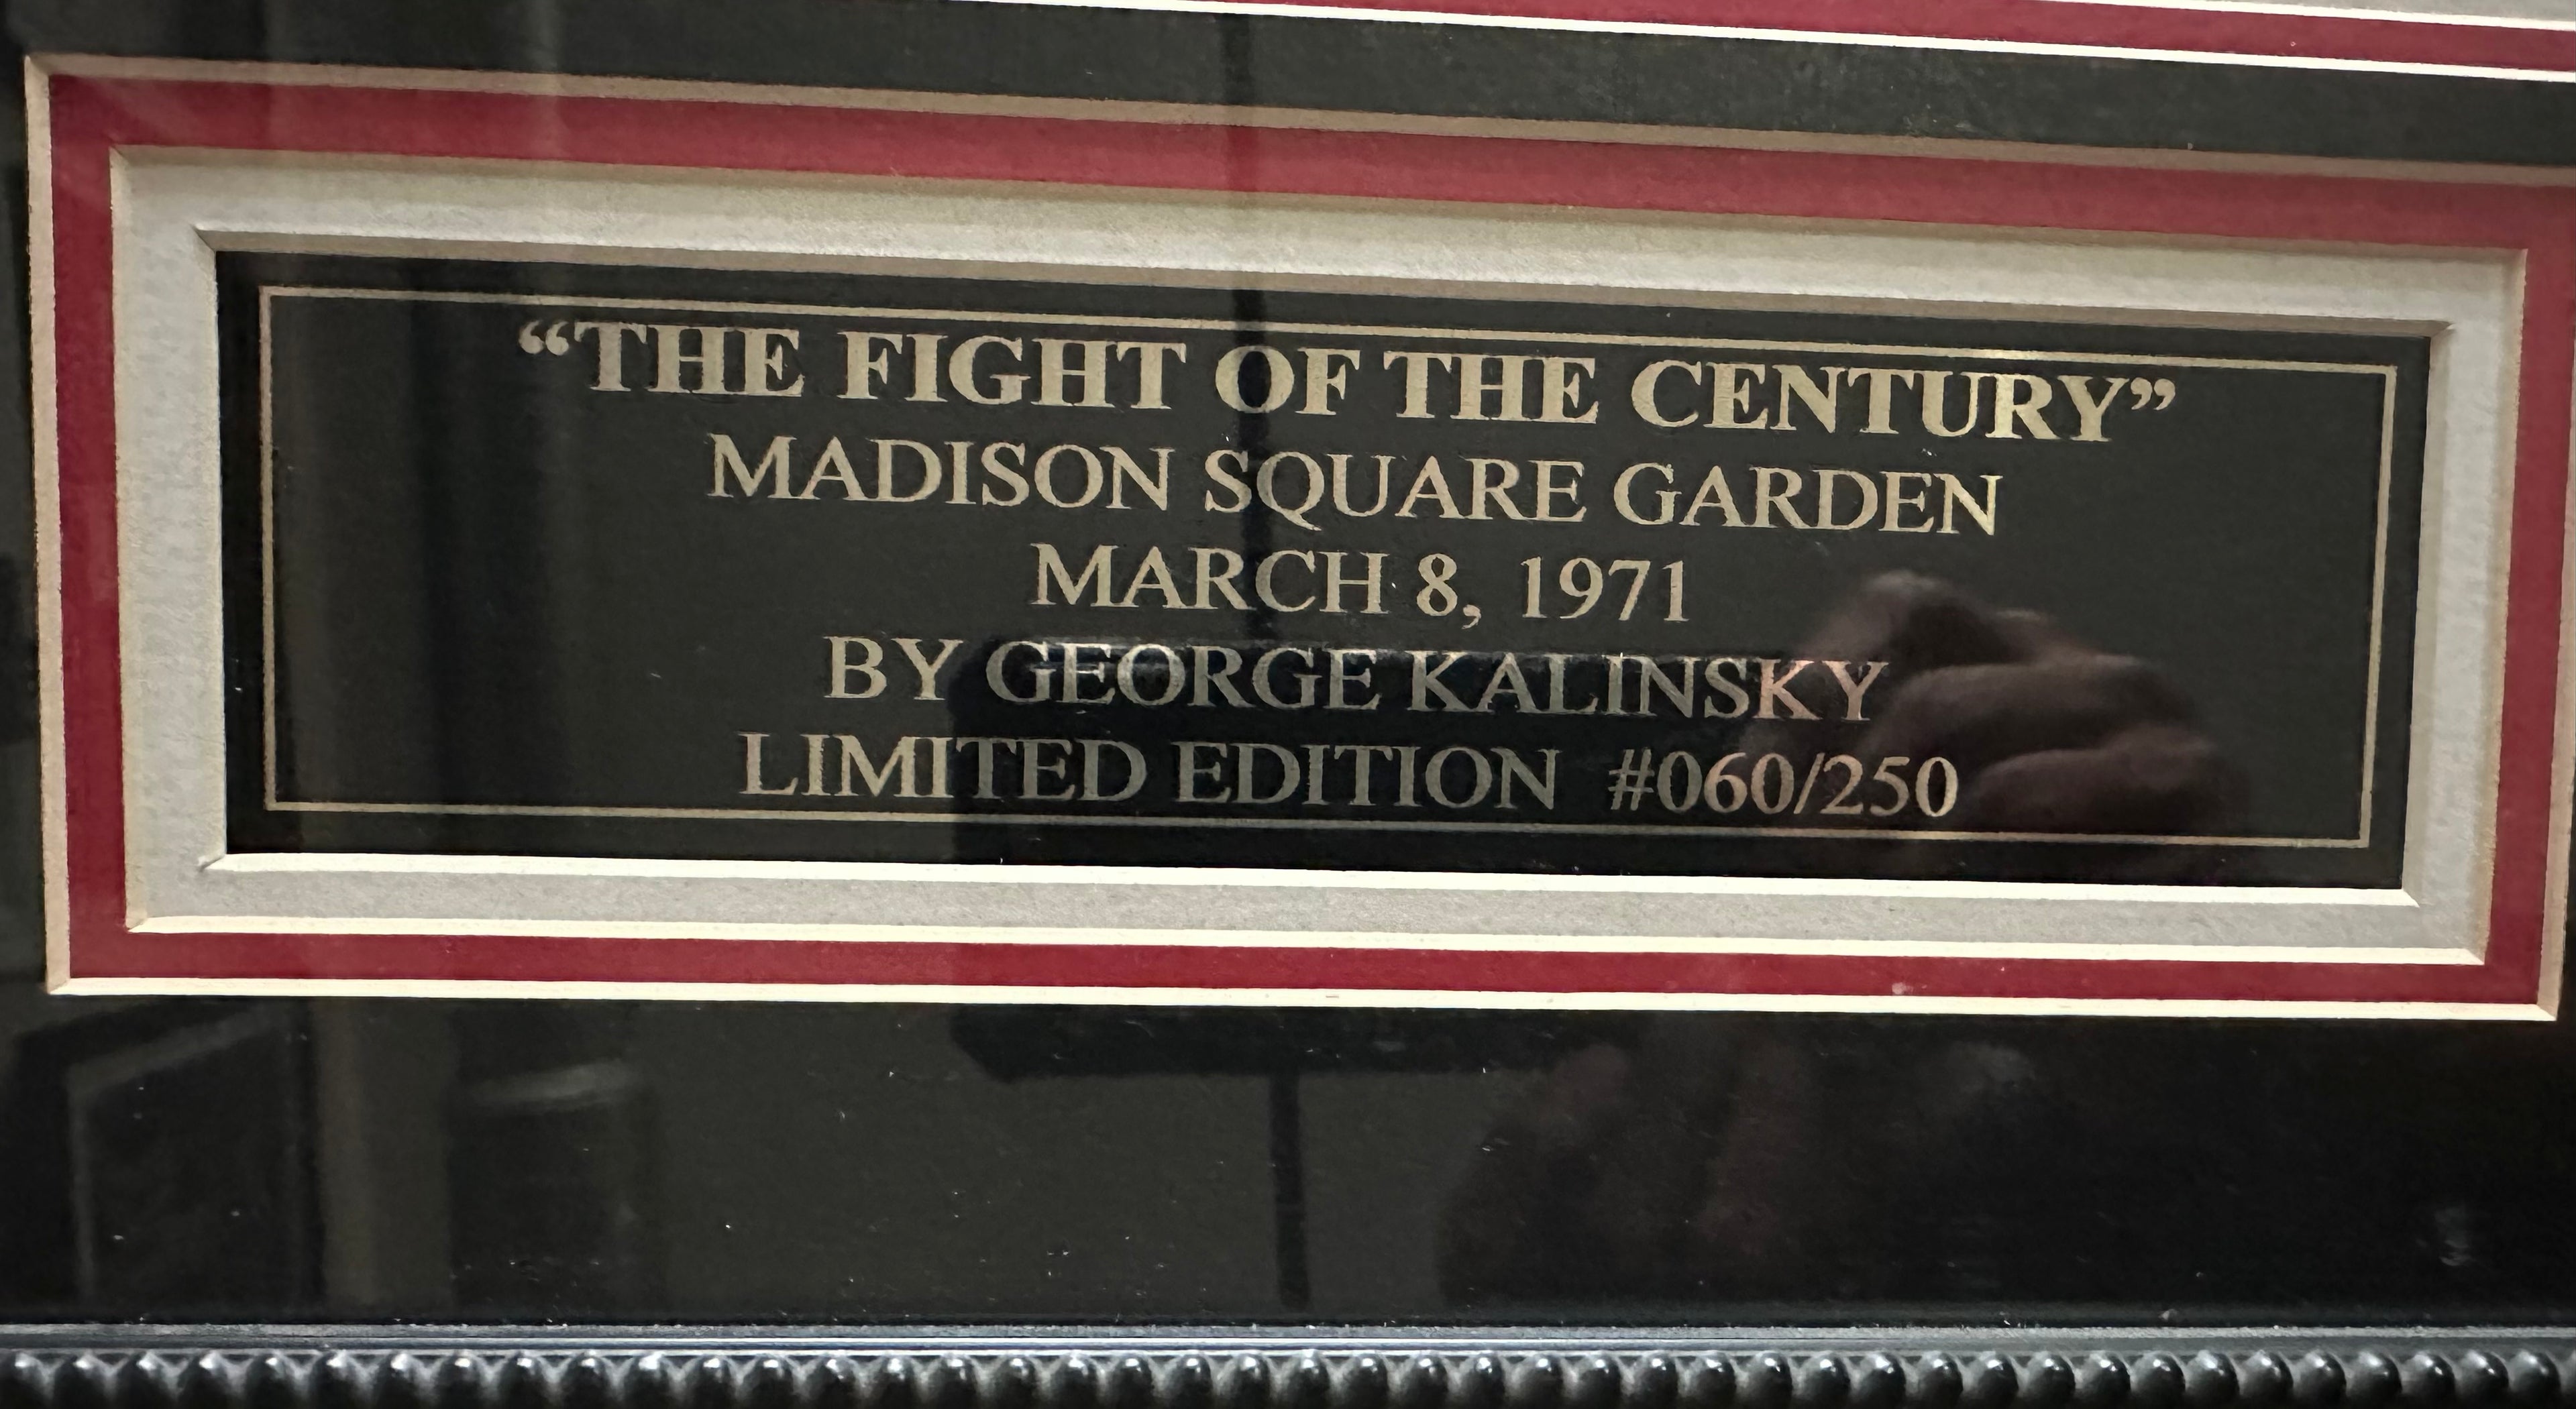 “THE FIGHT OF THE CENTURY”
MADISON SQUARE GARDEN
MARCH 8, 1971
BY GEORGE KALINSKY
LIMITED EDITION #060/250